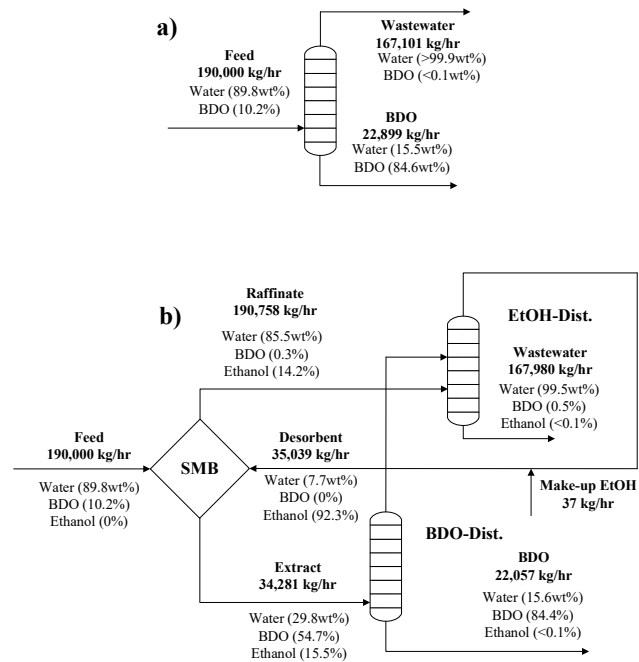 a)
Wastewater
167,101 kg/hr
Water (>99.9wt%)
BDO (<0.1wt%)
Feed
190,000 kg/hr
Water (89.8wt%)
BDO (10.2%)
BDO
22,899 kg/hr
Water (15.5wt%)
BDO (84.6wt%)
b)
Raffinate
190,758 kg/hr
Water (85.5wt%)
BDO (0.3%)
Ethanol (14.2%)
EtOH-Dist.
Wastewater
167,980 kg/hr
Water (99.5wt%)
BDO (0.5%)
Ethanol (<0.1%)
Feed
190,000 kg/hr
Water (89.8wt%)
BDO (10.2%)
Ethanol (0%)
SMB
Desorbent
35,039 kg/hr
Water (7.7wt%)
BDO (0%)
Ethanol (92.3%)
Make-up EtOH
37 kg/hr
BDO-Dist.
Extract
34,281 kg/hr
Water (29.8wt%)
BDO (54.7%)
Ethanol (15.5%)
BDO
22,057 kg/hr
Water (15.6wt%)
BDO (84.4%)
Ethanol (<0.1%)